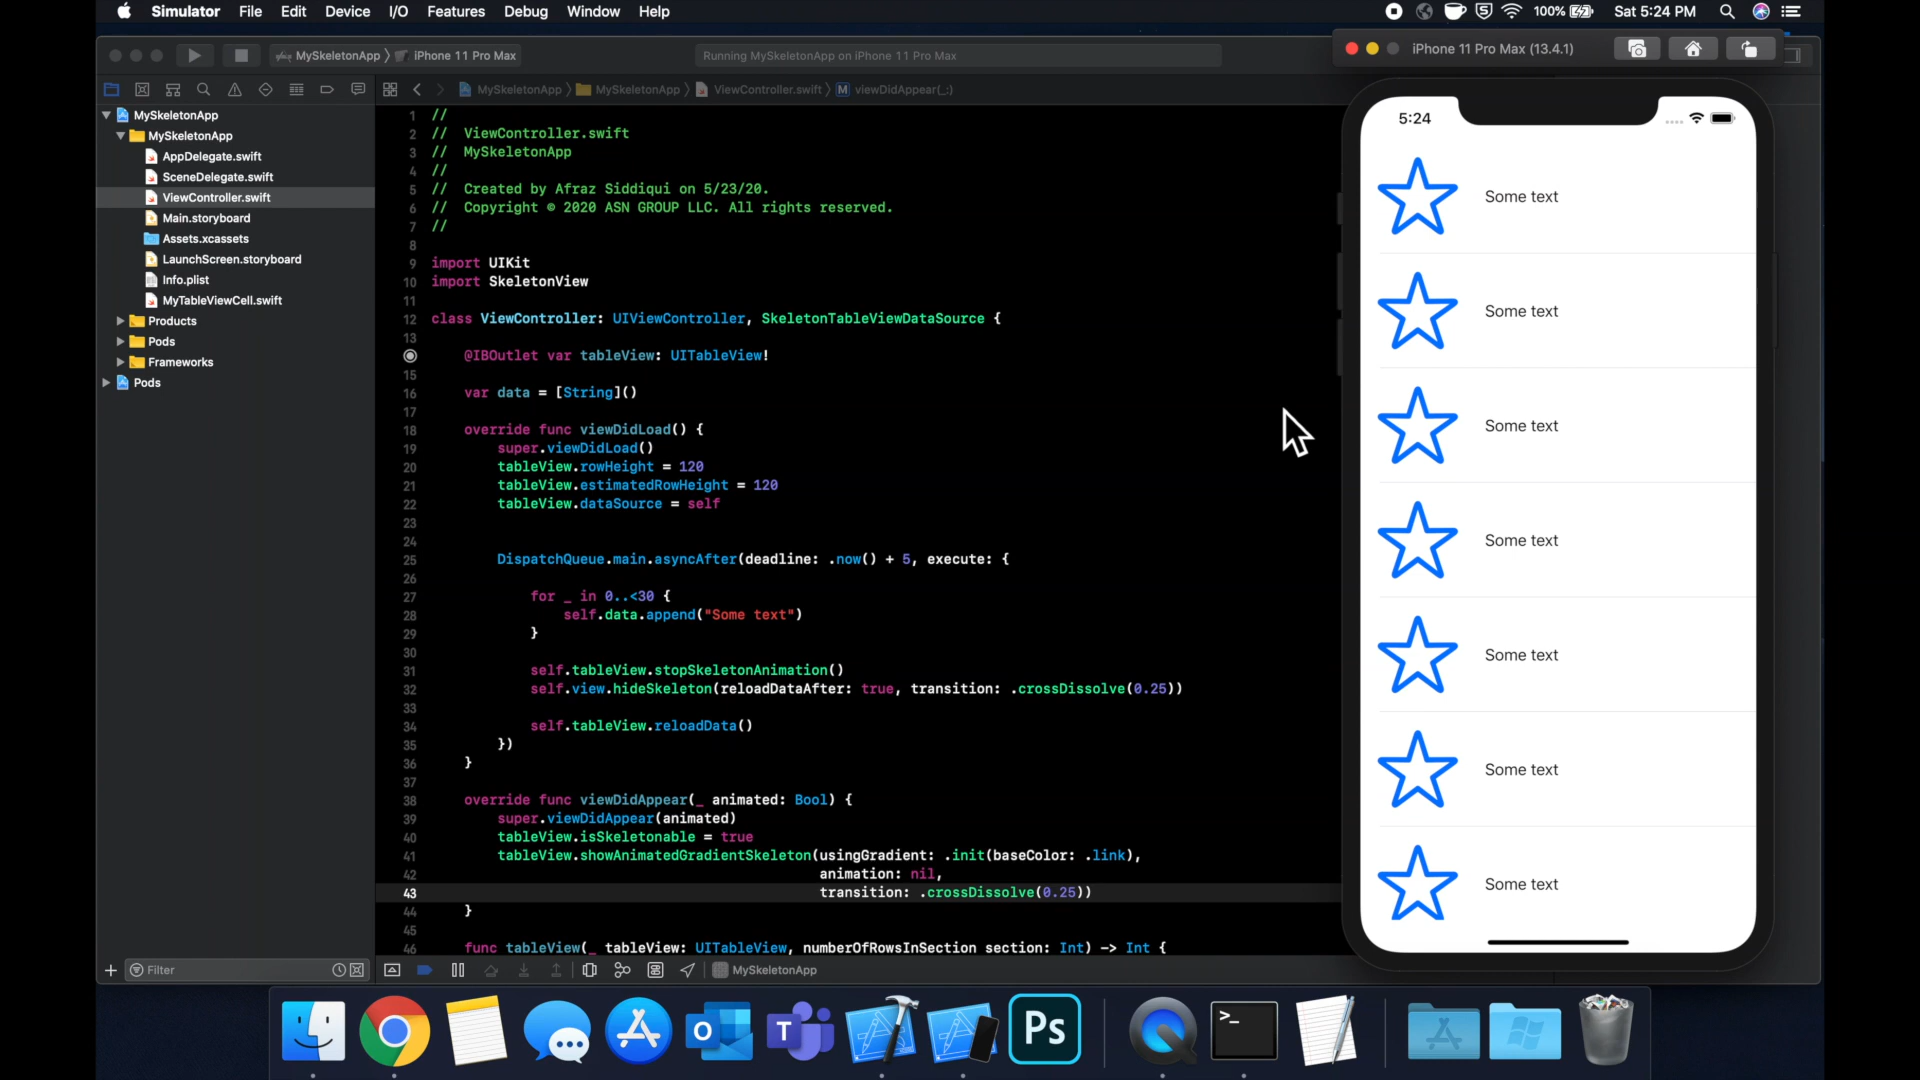 Simulator File Edit Device I/O Features Debug Window Help
100% Sat 5:24 PM
MySkeletonApp iPhone 11 Pro Max
Running MySkeletonApp on iPhone 11 Pro Max
iPhone 11 Pro Max (13.4.1)
MySkeletonApp MySkeletonApp ViewController.swift M viewDidAppear(_:)
MySkeletonApp
MySkeletonApp
AppDelegate.swift
SceneDelegate.swift
ViewController.swift
Main.storyboard
Assets.xcassets
LaunchScreen.storyboard
Info.plist
MyTableViewCell.swift
Products
Pods
Frameworks
Pods
Filter
1 //
2 // ViewController.swift
3 // MySkeletonApp
4 //
5 // Created by Afraz Siddiqui on 5/23/20.
6 // Copyright © 2020 ASN GROUP LLC. All rights reserved.
7 //
8
9 import UIKit
10 import SkeletonView
11
12 class ViewController: UIViewController, SkeletonTableViewDataSource {
13
@IBOutlet var tableView: UITableView!
15
16 var data = [String]()
17
18 override func viewDidLoad() {
19 super.viewDidLoad()
20 tableView.rowHeight = 120
21 tableView.estimatedRowHeight = 120
22 tableView.dataSource = self
23
24
25 DispatchQueue.main.asyncAfter(deadline: .now() + 5, execute: {
26
27 for _ in 0..<30 {
28 self.data.append("Some text")
29 }
30
31 self.tableView.stopSkeletonAnimation()
32 self.view.hideSkeleton(reloadDataAfter: true, transition: .crossDissolve(0.25))
33
34 self.tableView.reloadData()
35 })
36 }
37
38 override func viewDidAppear(_ animated: Bool) {
39 super.viewDidAppear(animated)
40 tableView.isSkeletonable = true
41 tableView.showAnimatedGradientSkeleton(usingGradient: .init(baseColor: .link),
42 animation: nil,
43 transition: .crossDissolve(0.25))
44 }
45
46 func tableView(_ tableView: UITableView, numberOfRowsInSection section: Int) -> Int {
MySkeletonApp
5:24
Some text
Some text
Some text
Some text
Some text
Some text
Some text
O T Ps >_